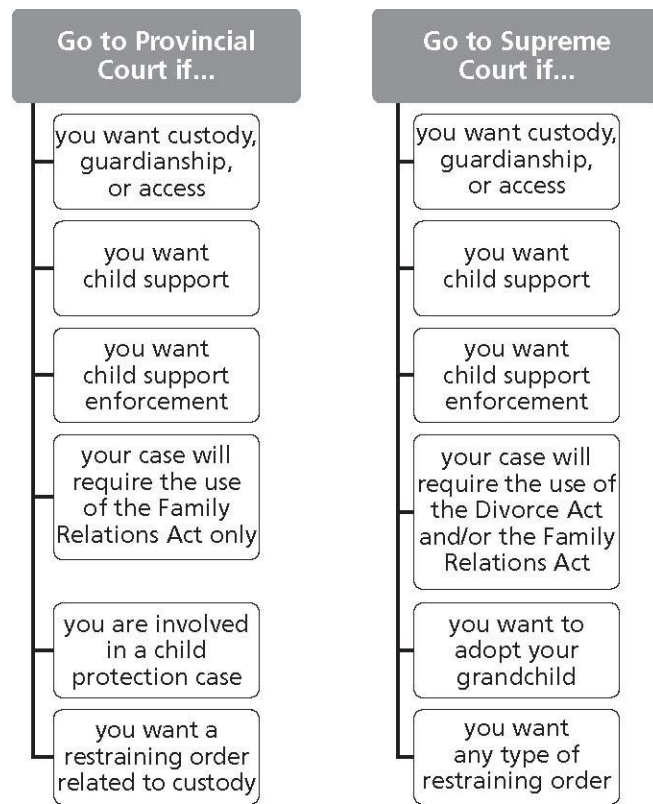 Go to Provincial
Court if...
you want custody,
guardianship,
or access
you want
child support
you want
child support
enforcement
your case will
require the use
of the Family
Relations Act only
you are involved
in a child
protection case
you want a
restraining order
related to custody
Go to Supreme
Court if...
you want custody,
guardianship,
or access
you want
child support
you want
child support
enforcement
your case will
require the use of
the Divorce Act
and/or the Family
Relations Act
you want to
adopt your
grandchild
you want
any type of
restraining order